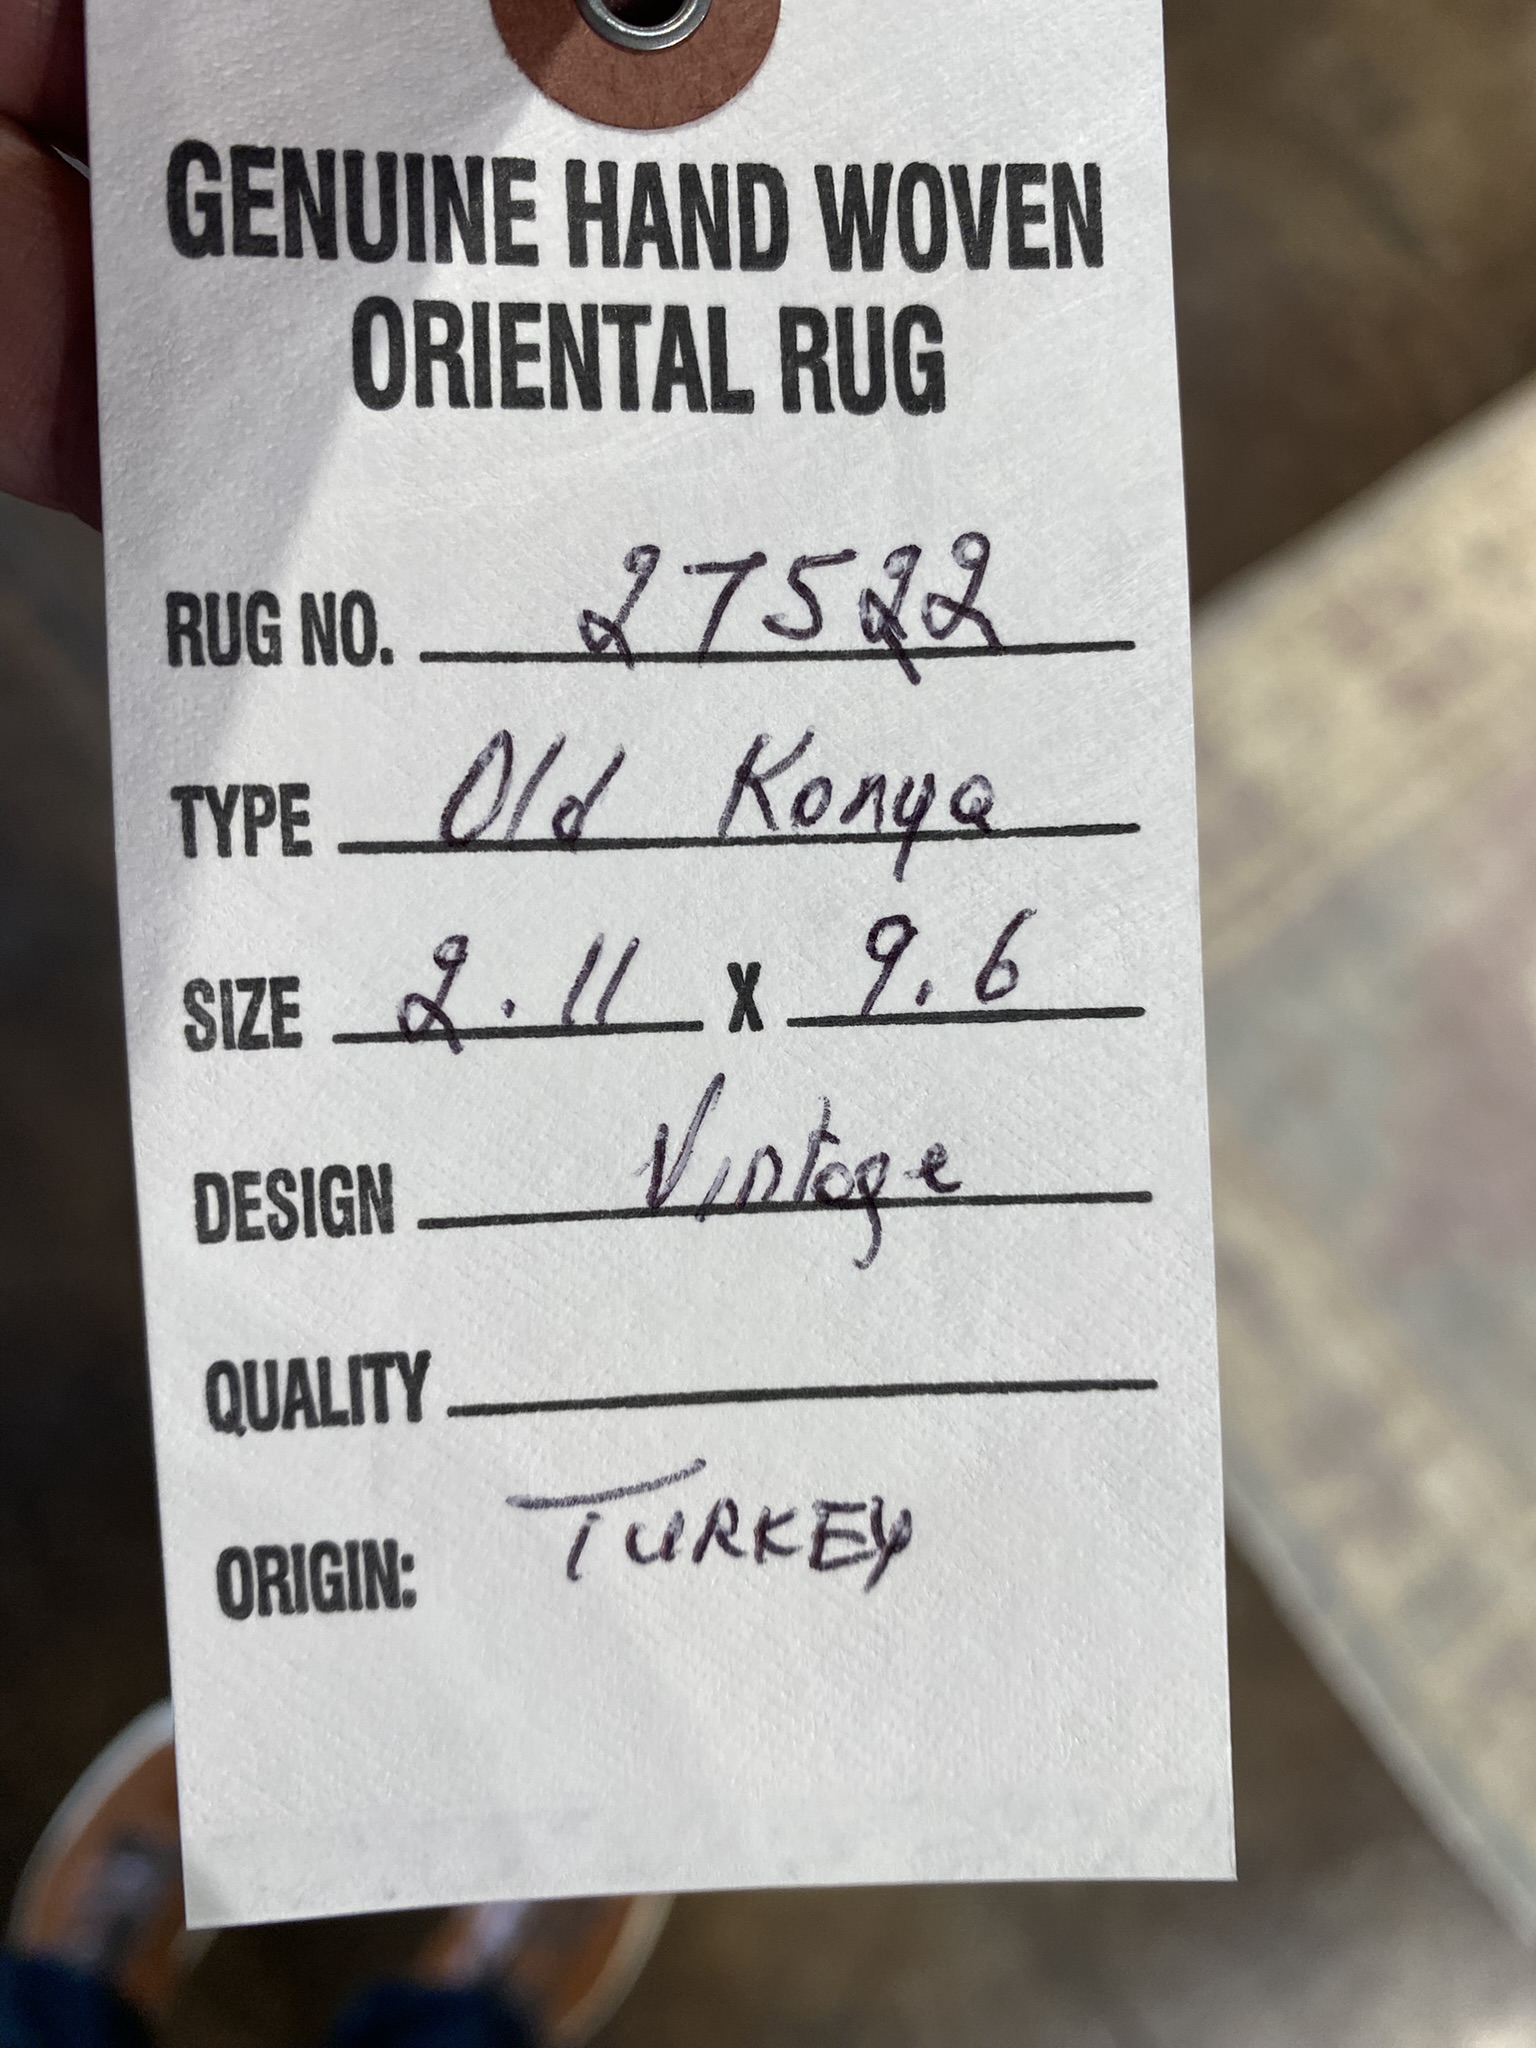 GENUINE HAND WOVEN
ORIENTAL RUG
RUG NO. 27522
TYPE Old Konya
SIZE 2.11 X 9.6
DESIGN Vintage
QUALITY
ORIGIN: TURKEY